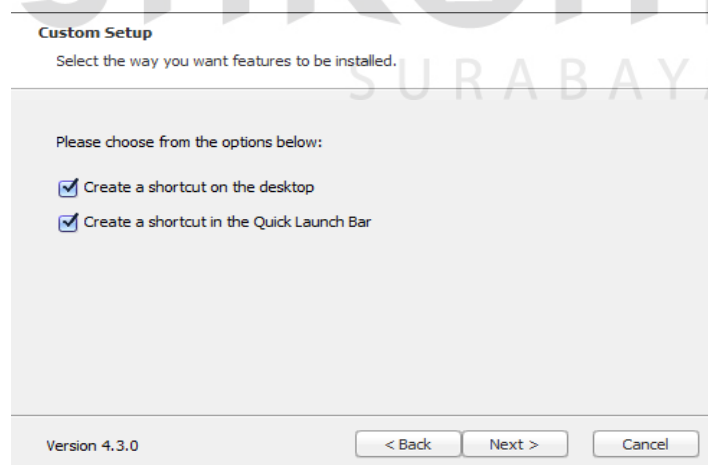 Custom Setup
Select the way you want features to be installed.
SURABAYA
Please choose from the options below:
Create a shortcut on the desktop
Create a shortcut in the Quick Launch Bar
Version 4.3.0
< Back
Next >
Cancel